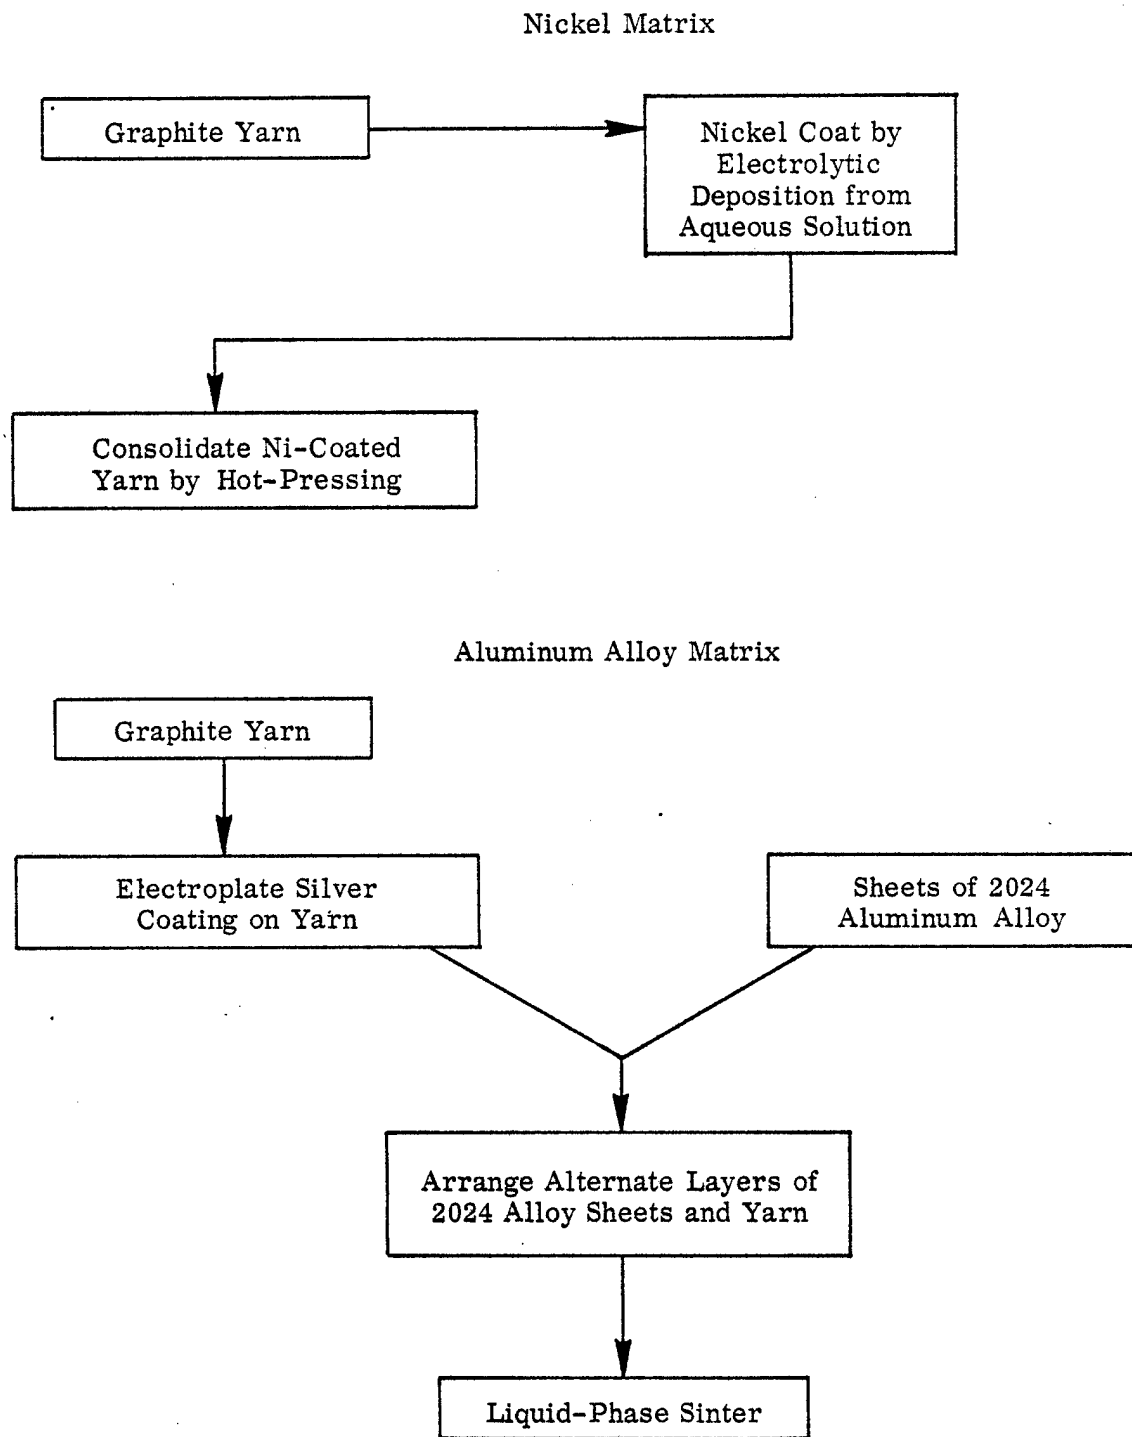 Nickel Matrix
Graphite Yarn
Nickel Coat by
Electrolytic
Deposition from
Aqueous Solution
Consolidate Ni-Coated
Yarn by Hot-Pressing
Aluminum Alloy Matrix
Graphite Yarn
Electroplate Silver
Coating on Yarn
Sheets of 2024
Aluminum Alloy
Arrange Alternate Layers of
2024 Alloy Sheets and Yarn
Liquid-Phase Sinter